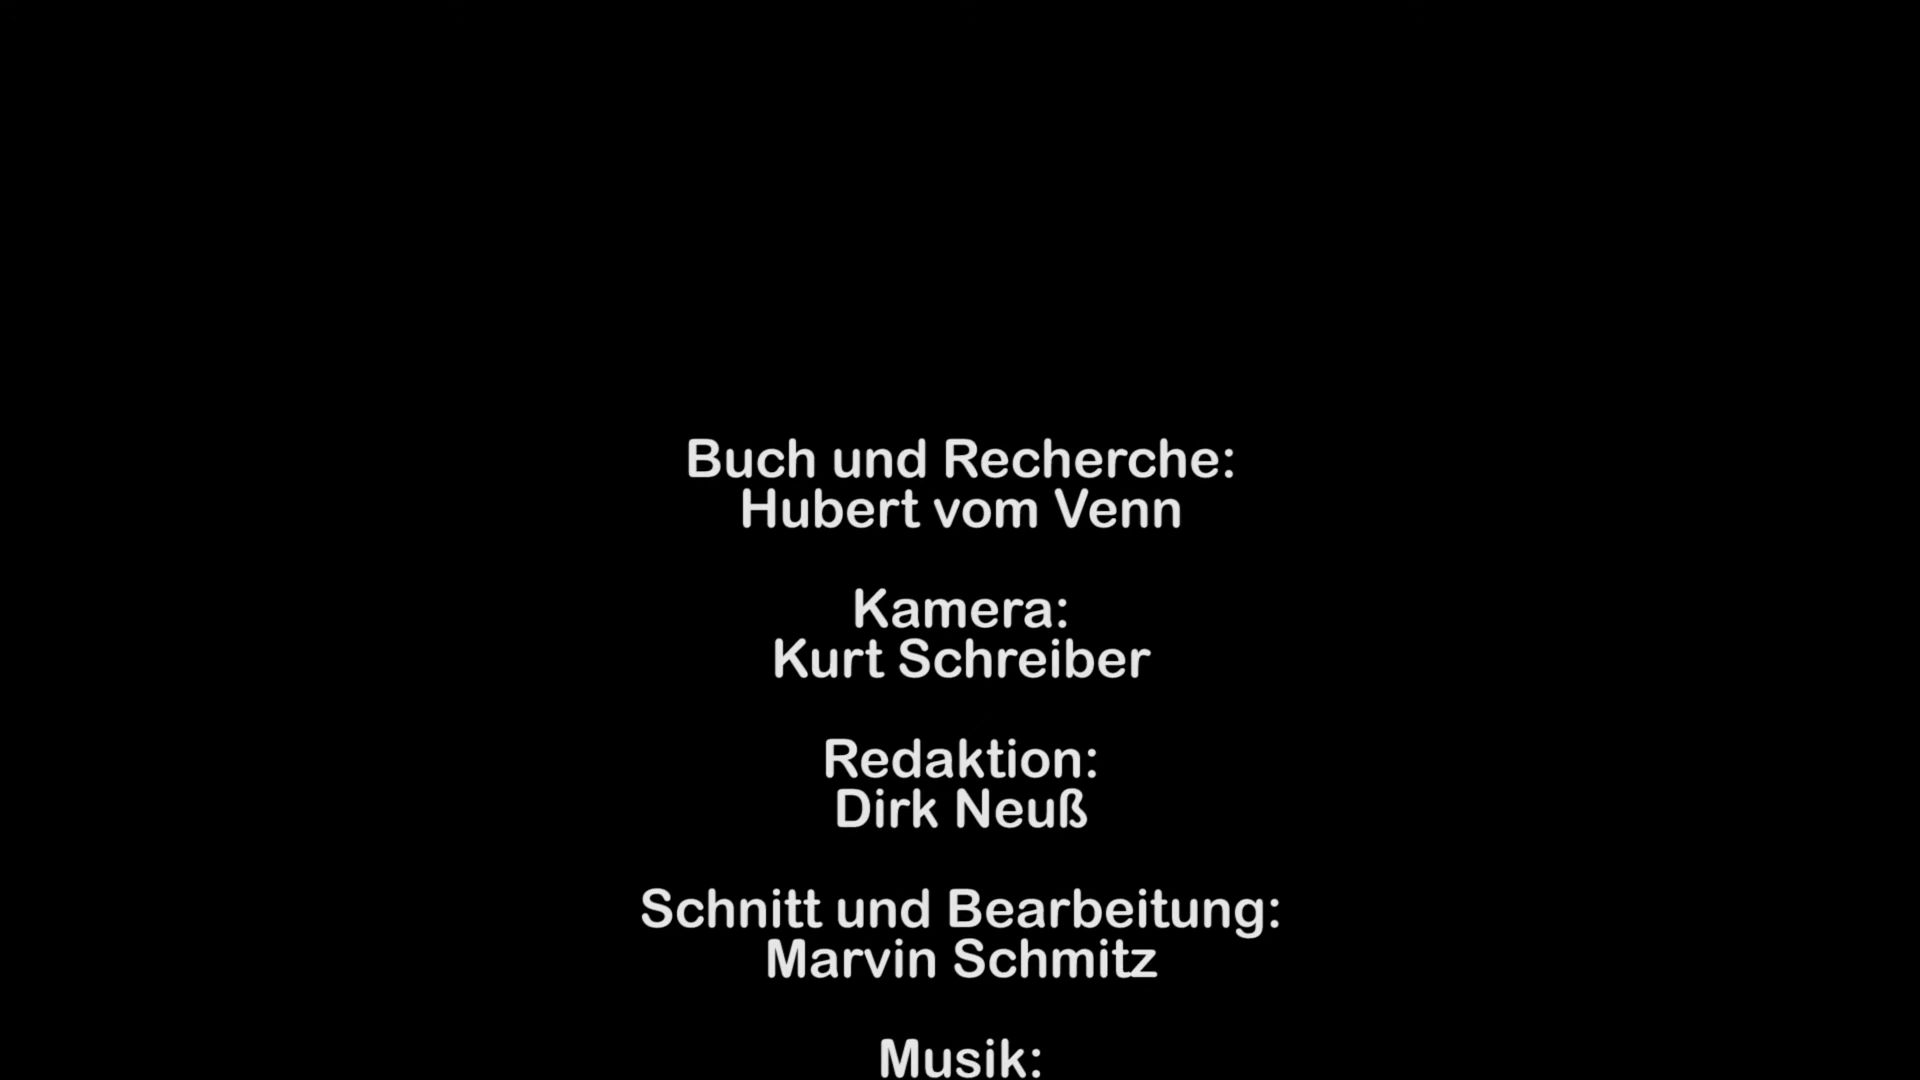 Buch und Recherche:
Hubert vom Venn
Kamera:
Kurt Schreiber
Redaktion:
Dirk Neuß
Schnitt und Bearbeitung:
Marvin Schmitz
Musik: